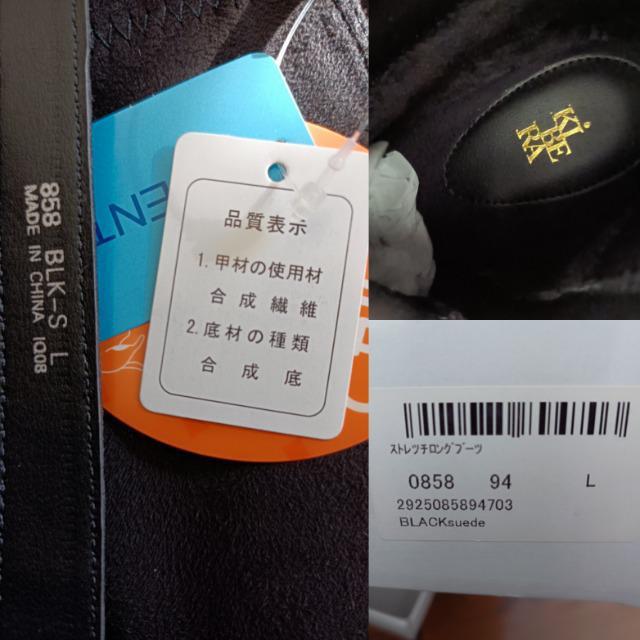 858 BLK-S L
MADE IN CHINA 1008
ENT
品質表示
1. 甲材の使用材
合成繊維
2. 底材の種類
合成底
ストレッチロングブーツ
0858 94 L
2925085894703
BLACKsuede